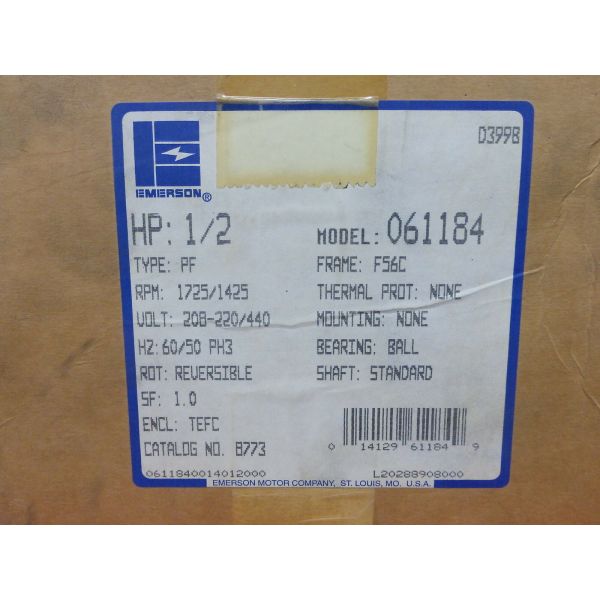 D3998
EMERSON®
HP: 1/2
MODEL: 061184
TYPE: PF
FRAME: F56C
RPM: 1725/1425
THERMAL PROT: NONE
VOLT: 208-220/440
MOUNTING: NONE
HZ: 60/50 PH3
BEARING: BALL
ROT: REVERSIBLE
SHAFT: STANDARD
SF: 1.0
ENCL: TEFC
CATALOG NO. 8773
0 14129 61184 9
0611840014012000
L20288908000
EMERSON MOTOR COMPANY, ST. LOUIS, MO. U.S.A.